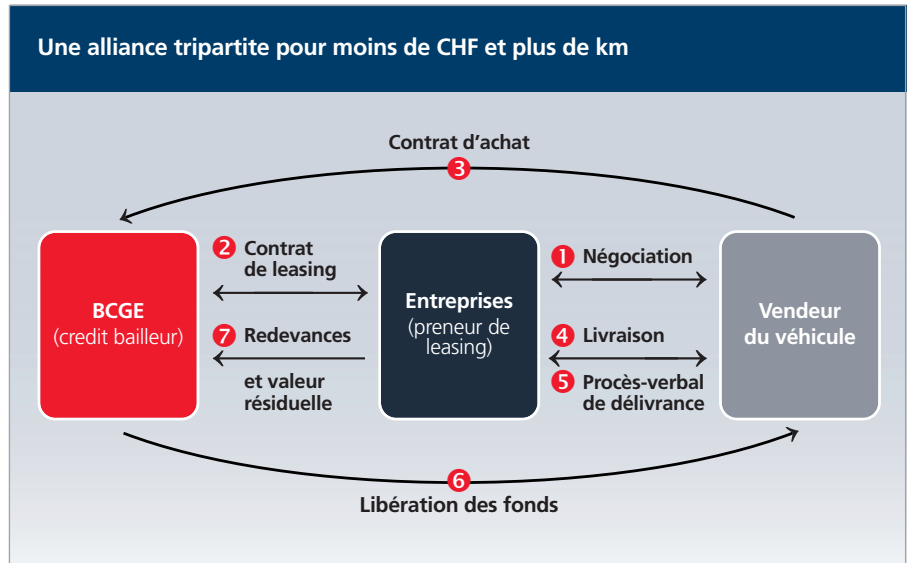 Une alliance tripartite pour moins de CHF et plus de km
Contrat d'achat
3
BCGE
(credit bailleur)
2 Contrat
de leasing
7 Redevances
et valeur
résiduelle
Entreprises
(preneur de
leasing)
1 Négociation
4 Livraison
5 Procès-verbal
de délivrance
Vendeur
du véhicule
6
Libération des fonds